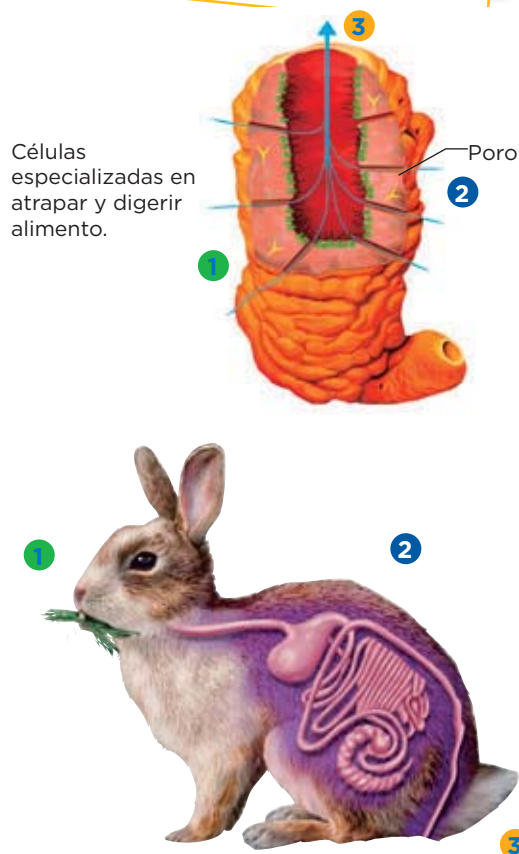 3
Células
especializadas en
atrapar y digerir
alimento.
Poro
2
1
1
2
3